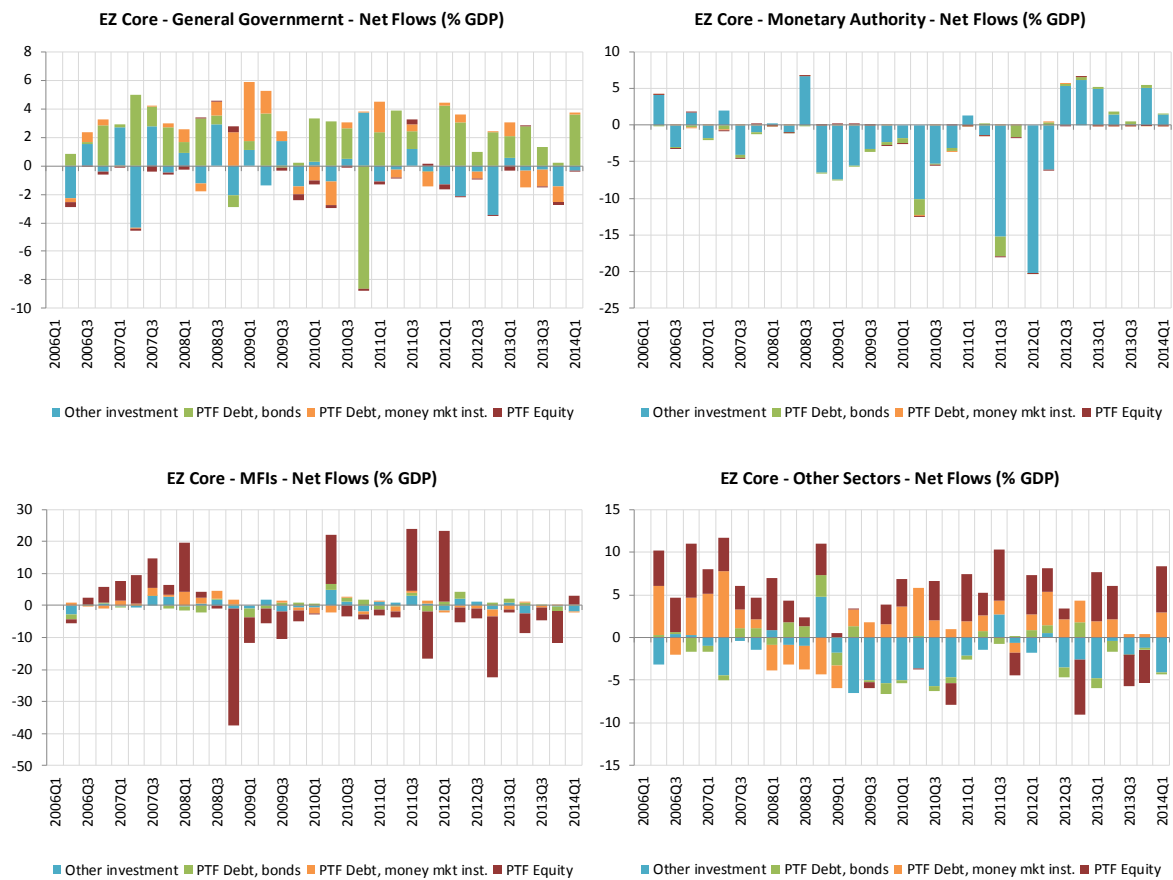 EZ Core - General Governmnt - Net Flows (% GDP)
8
6
4
2
0
-2
-4
-6
-8
-10
2006Q1
2006Q3
2007Q1
2007Q3
2008Q1
2008Q3
2009Q1
2009Q3
2010Q1
2010Q3
2011Q1
2011Q3
2012Q1
2012Q3
2013Q1
2013Q3
2014Q1
Other investment PTF Debt, bonds PTF Debt, money mkt inst. PTF Equity
EZ Core - Monetary Authority - Net Flows (% GDP)
10
5
0
-5
-10
-15
-20
-25
2006Q1
2006Q3
2007Q1
2007Q3
2008Q1
2008Q3
2009Q1
2009Q3
2010Q1
2010Q3
2011Q1
2011Q3
2012Q1
2012Q3
2013Q1
2013Q3
2014Q1
Other investment PTF Debt, bonds PTF Debt, money mkt inst. PTF Equity
EZ Core - MFIs - Net Flows (% GDP)
30
20
10
0
-10
-20
-30
-40
-50
2006Q1
2006Q3
2007Q1
2007Q3
2008Q1
2008Q3
2009Q1
2009Q3
2010Q1
2010Q3
2011Q1
2011Q3
2012Q1
2012Q3
2013Q1
2013Q3
2014Q1
Other investment PTF Debt, bonds PTF Debt, money mkt inst. PTF Equity
EZ Core - Other Sectors - Net Flows (% GDP)
15
10
5
0
-5
-10
-15
2006Q1
2006Q3
2007Q1
2007Q3
2008Q1
2008Q3
2009Q1
2009Q3
2010Q1
2010Q3
2011Q1
2011Q3
2012Q1
2012Q3
2013Q1
2013Q3
2014Q1
Other investment PTF Debt, bonds PTF Debt, money mkt inst. PTF Equity